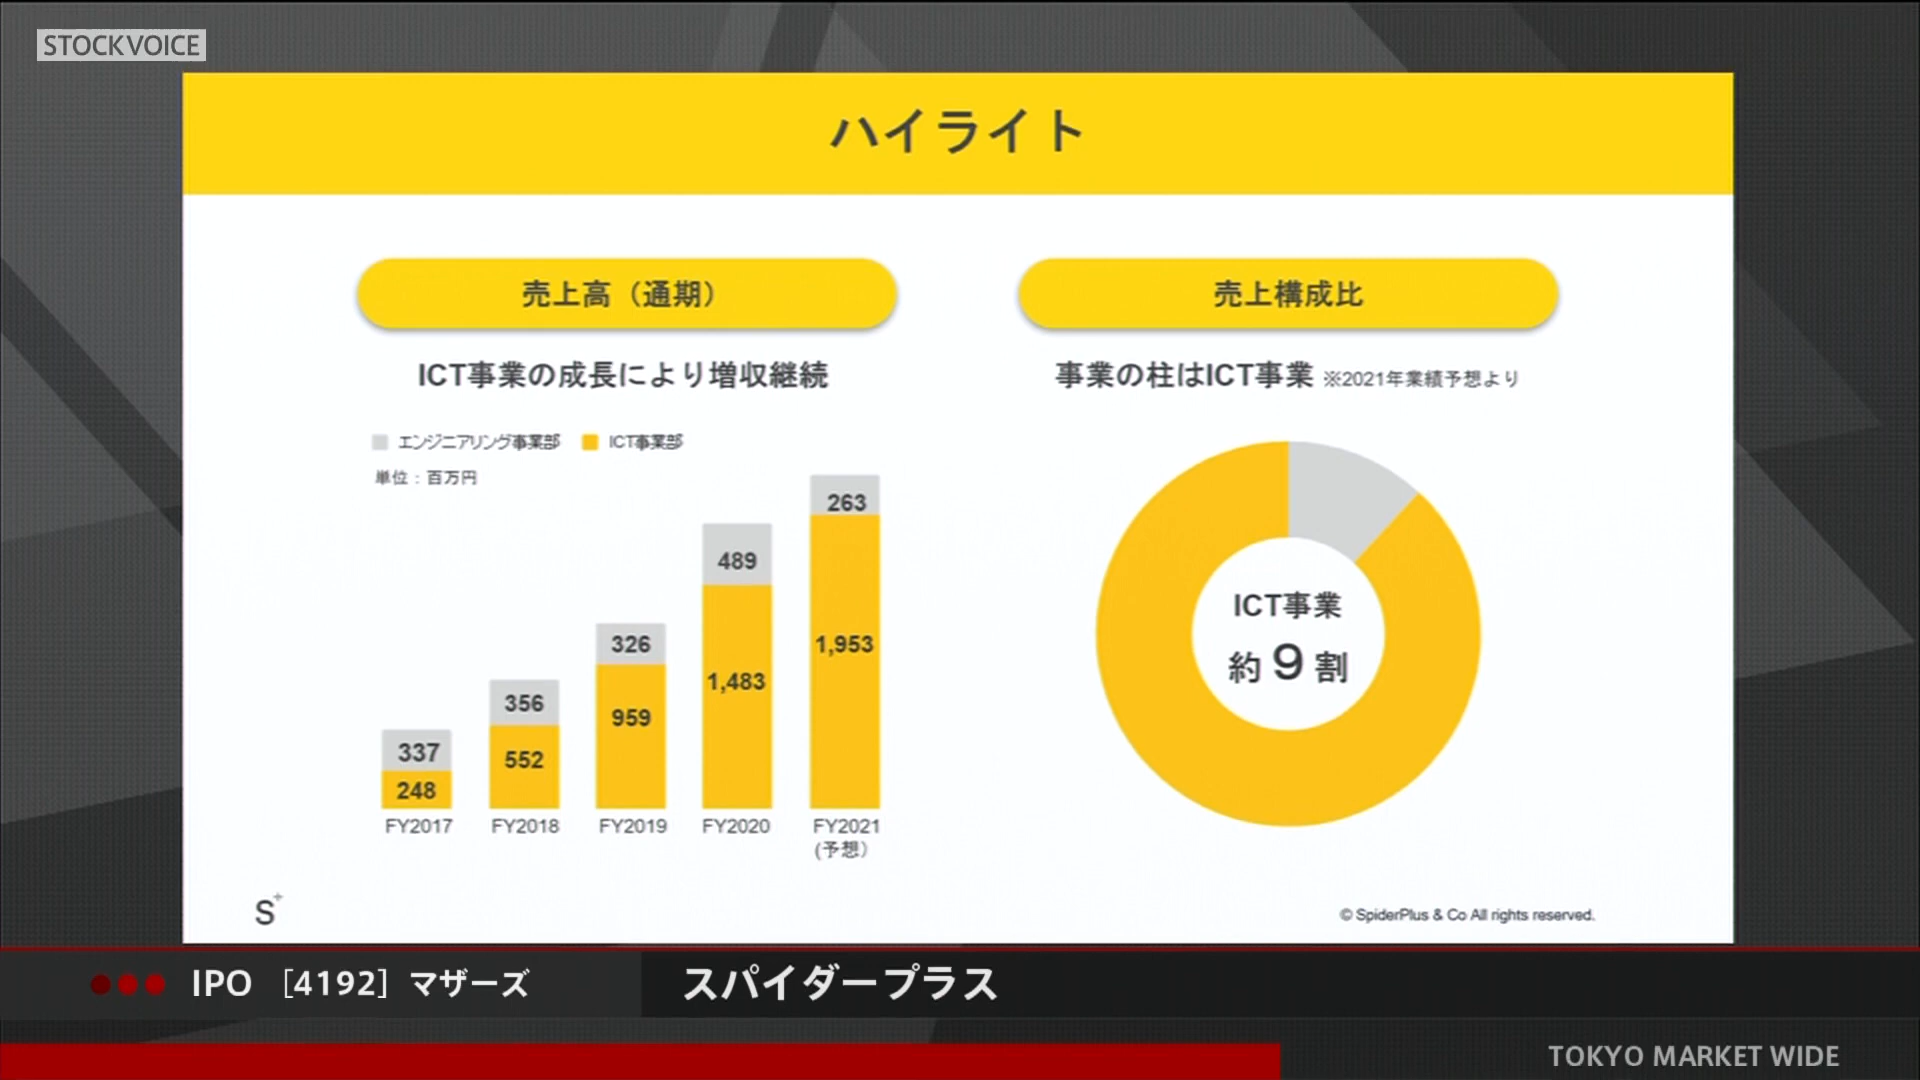 STOCKVOICE
ハイライト
売上高（通期）
ICT事業の成長により増収継続
エンジニアリング事業部 ICT事業部
単位：百万円
337
248
FY2017
356
552
FY2018
326
959
FY2019
489
1,483
FY2020
263
1,953
FY2021
(予想)
売上構成比
事業の柱はICT事業 ※2021年業績予想より
ICT事業
約9割
S+
© SpiderPlus & Co All rights reserved.
IPO [4192] マザーズ スパイダープラス
TOKYO MARKET WIDE